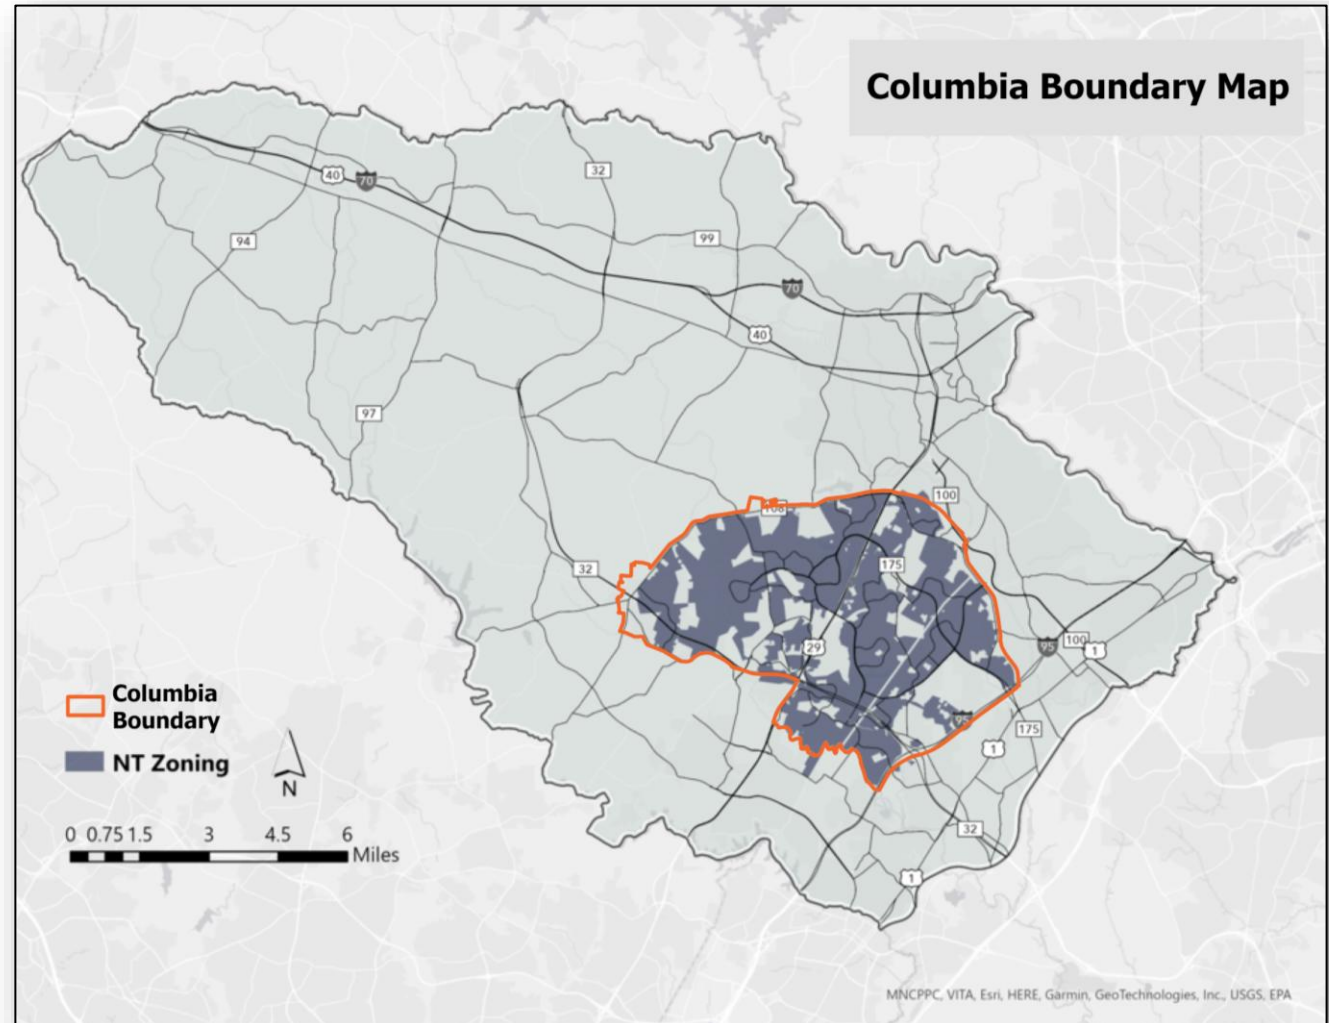 Columbia Boundary Map
32
40
70
99
94
70
40
97
100
108
175
32
29
95
100
1
95
175
1
32
1
Columbia
Boundary
NT Zoning
N
0 0.75 1.5 3 4.5 6
Miles
MNCPPC, VITA, Esri, HERE, Garmin, GeoTechnologies, Inc., USGS, EPA